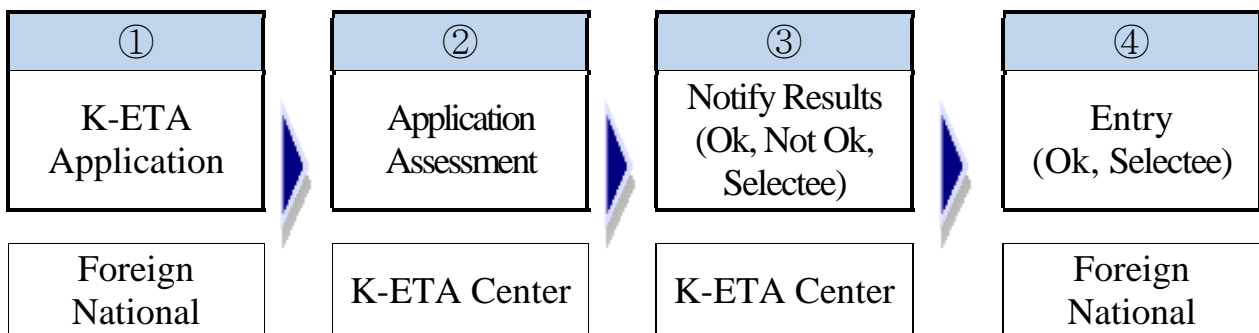 ①
K-ETA
Application
②
Application
Assessment
③
Notify Results
(Ok, Not Ok,
Selectee)
④
Entry
(Ok, Selectee)
Foreign
National
K-ETA Center
K-ETA Center
Foreign
National